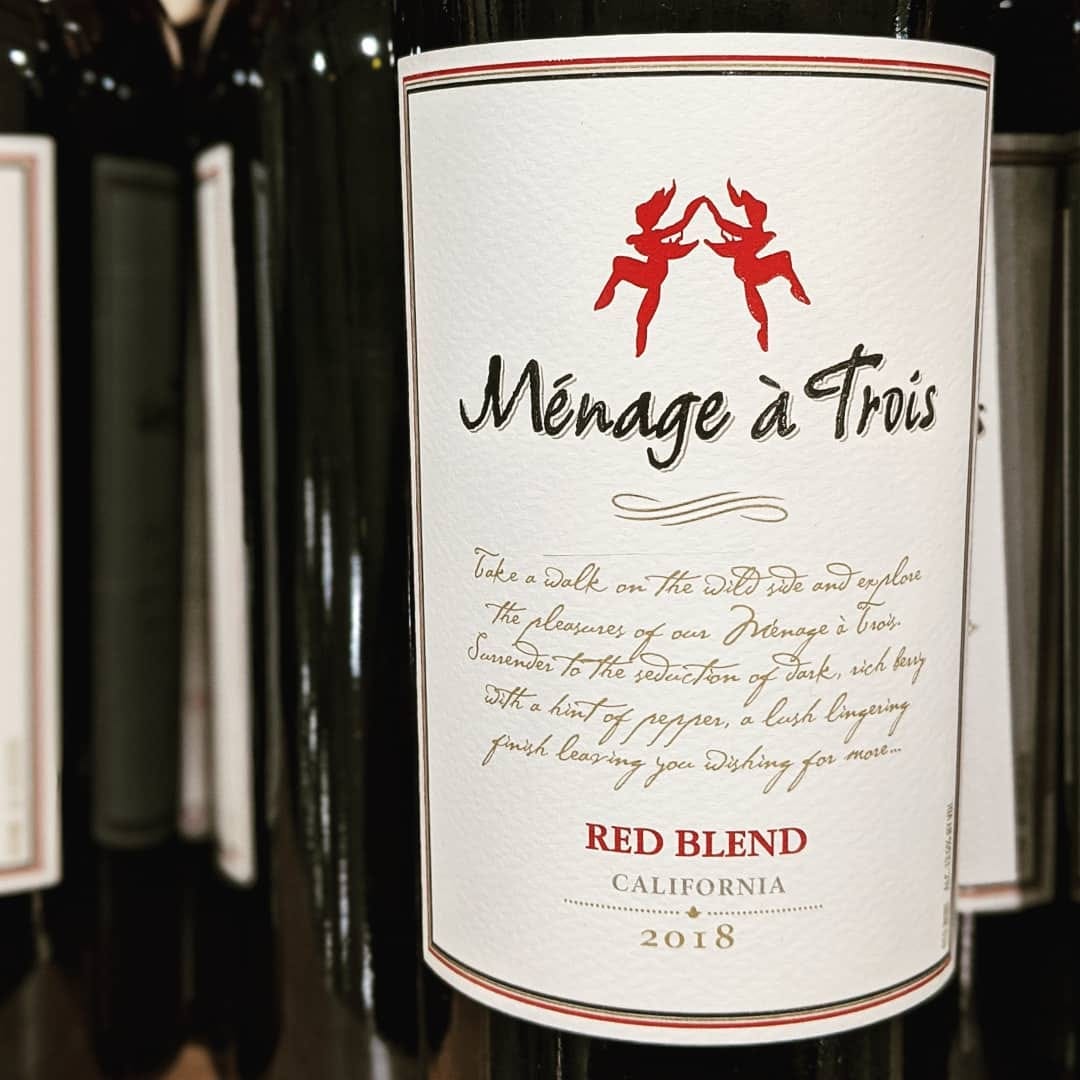 Ménage à Trois
Take a walk on the wild side and explore
the pleasures of our Ménage à Trois.
Surrender to the seduction of dark, rich berry
with a hint of pepper, a lush lingering
finish leaving you wishing for more...
RED BLEND
CALIFORNIA
2018